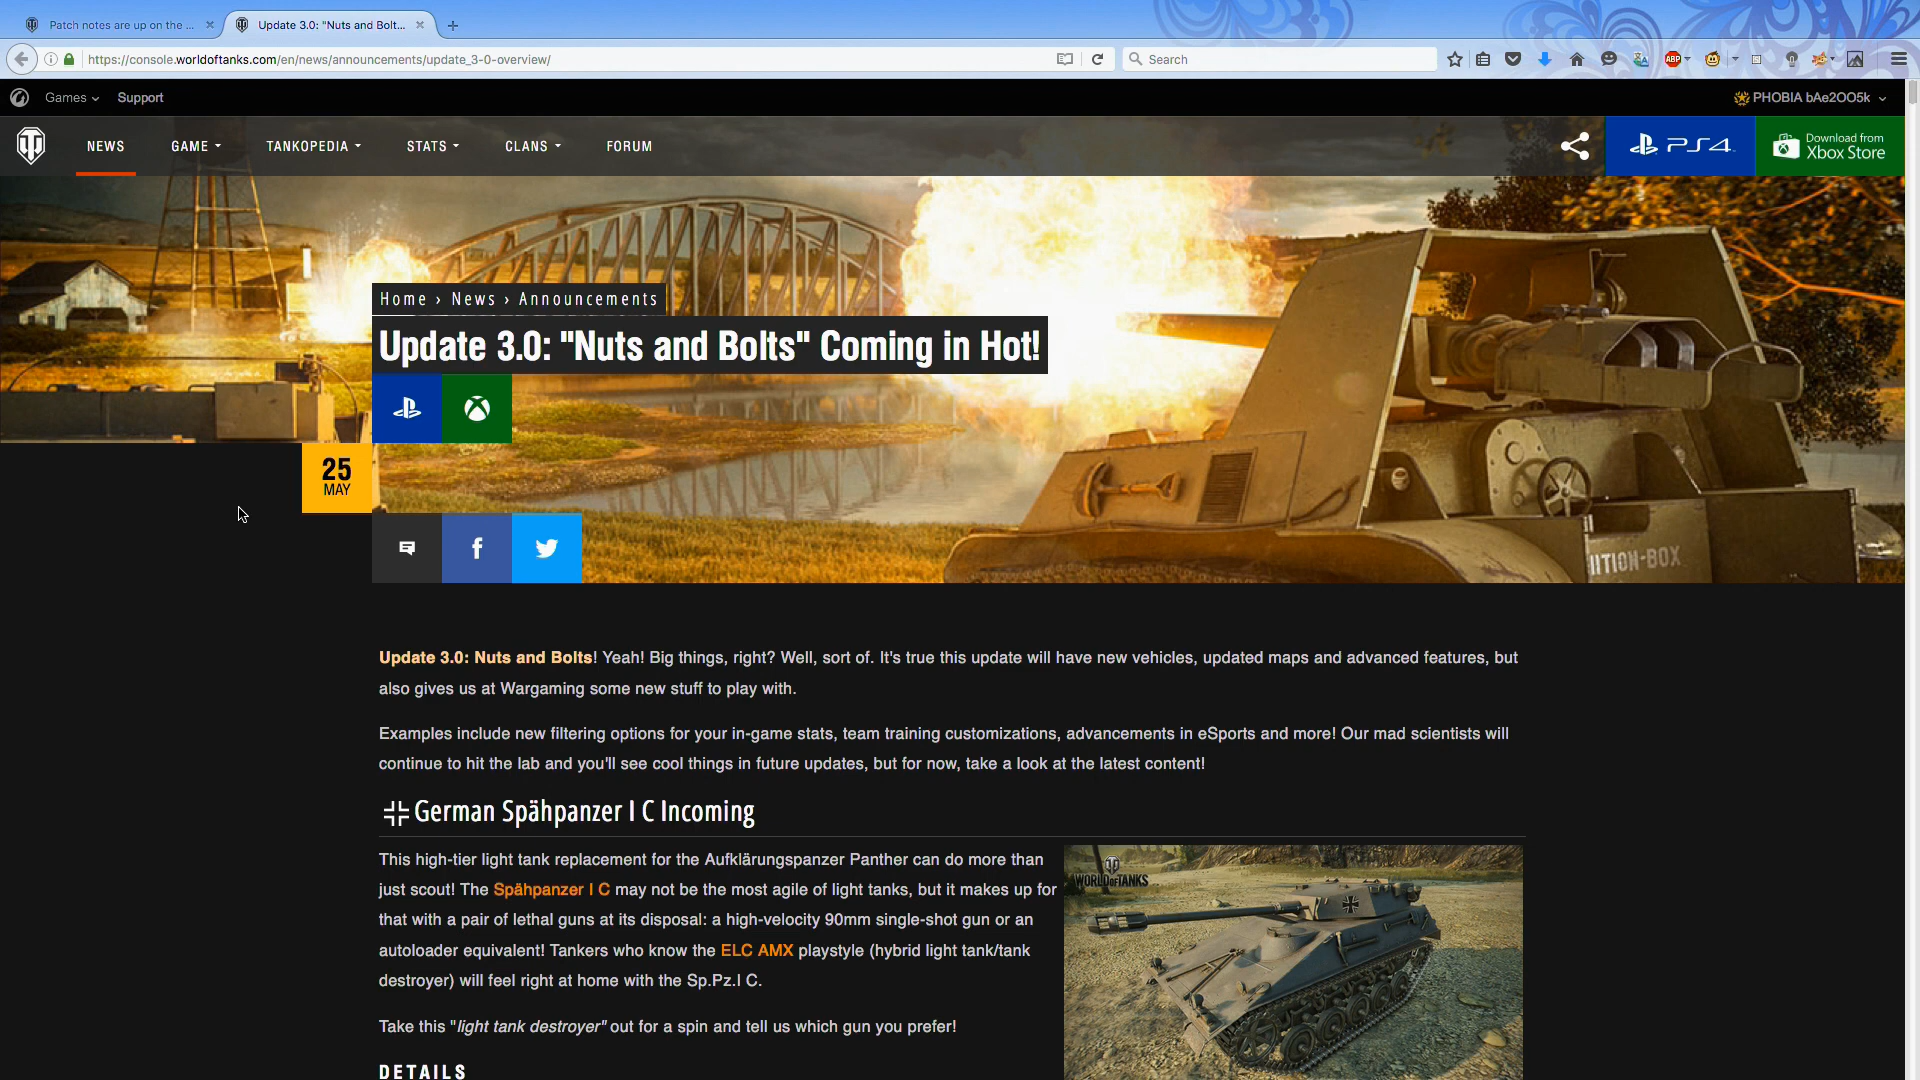 Patch notes are up on the ...
Update 3.0: "Nuts and Bolt...
https://console.worldoftanks.com/en/news/announcements/update_3-0-overview/
Search
ABP
Games
Support
PHOBIA bAe2OO5k
NEWS
GAME
TANKOPEDIA
STATS
CLANS
FORUM
PS4
Download from
Xbox Store
Home › News › Announcements
Update 3.0: "Nuts and Bolts" Coming in Hot!
25
MAY
ITION-BOX
Update 3.0: Nuts and Bolts! Yeah! Big things, right? Well, sort of. It's true this update will have new vehicles, updated maps and advanced features, but
also gives us at Wargaming some new stuff to play with.
Examples include new filtering options for your in-game stats, team training customizations, advancements in eSports and more! Our mad scientists will
continue to hit the lab and you'll see cool things in future updates, but for now, take a look at the latest content!
German Spähpanzer I C Incoming
This high-tier light tank replacement for the Aufklärungspanzer Panther can do more than
just scout! The Spähpanzer I C may not be the most agile of light tanks, but it makes up for
that with a pair of lethal guns at its disposal: a high-velocity 90mm single-shot gun or an
autoloader equivalent! Tankers who know the ELC AMX playstyle (hybrid light tank/tank
destroyer) will feel right at home with the Sp.Pz.I C.
Take this "light tank destroyer" out for a spin and tell us which gun you prefer!
WORLD OF TANKS
DETAILS